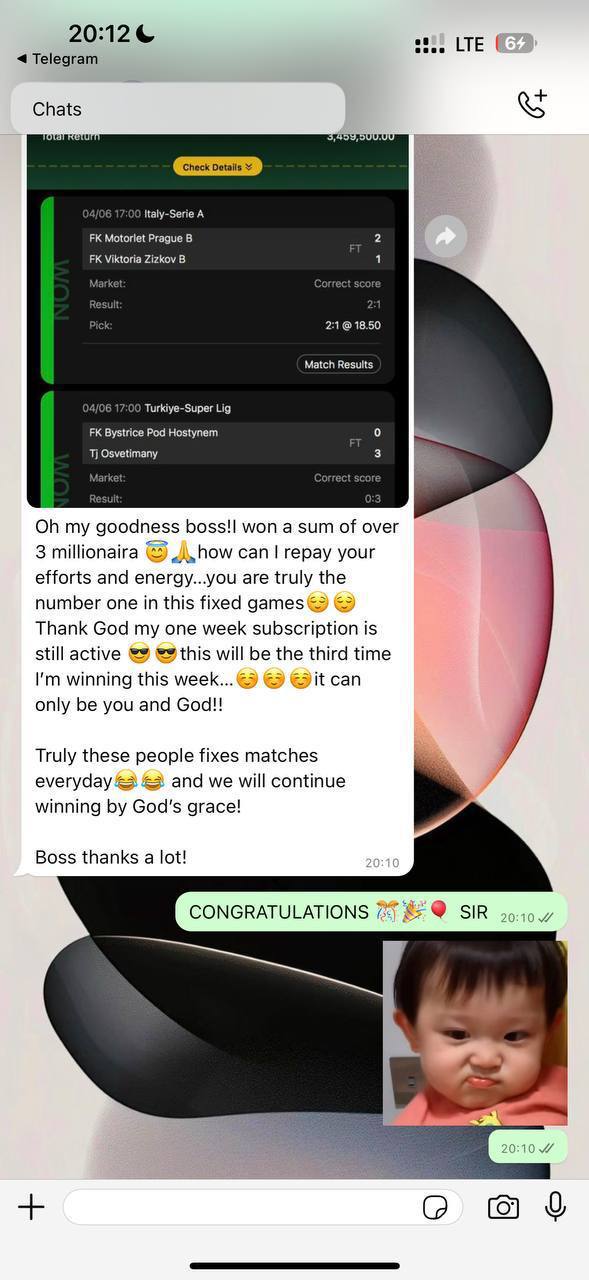 20:12
LTE
6
Telegram
Chats
Total Return 3,459,500.00
Check Details
04/06 17:00 Italy-Serie A
FK Motorlet Prague B 2
FT
FK Viktoria Zizkov B 1
WON
Market: Correct score
Result: 2:1
Pick: 2:1 @ 18.50
Match Results
04/06 17:00 Turkiye-Super Lig
FK Bystrice Pod Hostynem 0
FT
Tj Osvetimany 3
WON
Market: Correct score
Result: 0:3
Oh my goodness boss!I won a sum of over
3 millionaira 😇🙏how can I repay your
efforts and energy...you are truly the
number one in this fixed games😌😌
Thank God my one week subscription is
still active 😎😎this will be the third time
I'm winning this week...☺️☺️☺️it can
only be you and God!!
Truly these people fixes matches
everyday😂😂 and we will continue
winning by God's grace!
Boss thanks a lot!
20:10
CONGRATULATIONS 🎊🎉🎈 SIR 20:10
20:10